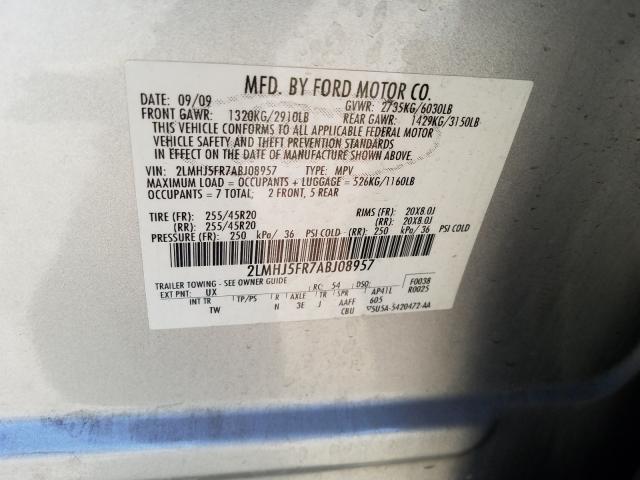 MFD. BY FORD MOTOR CO.
DATE: 09/09 GVWR: 2735KG/6030LB
FRONT GAWR: 1320KG/2910LB REAR GAWR: 1429KG/3150LB
THIS VEHICLE CONFORMS TO ALL APPLICABLE FEDERAL MOTOR
VEHICLE SAFETY AND THEFT PREVENTION STANDARDS
IN EFFECT ON THE DATE OF MANUFACTURE SHOWN ABOVE.
VIN: 2LMHJ5FR7ABJ08957 TYPE: MPV
MAXIMUM LOAD = OCCUPANTS + LUGGAGE = 526KG/1160LB
OCCUPANTS = 7 TOTAL; 2 FRONT, 5 REAR
TIRE (FR): 255/45R20 RIMS (FR): 20X8.0J
(RR): 255/45R20 (RR): 20X8.0J
PRESSURE (FR): 250 kPa/ 36 PSI COLD (RR): 250 kPa/ 36 PSI COLD
2LMHJ5FR7ABJ08957
TRAILER TOWING - SEE OWNER GUIDE RC: 54 DSO: F0038
EXT PNT: UX AP41L R0025
INT TR TP/PS R AXLE TR SPR 605
TW N 3E J AAFF
CBU 5U5A-5420472-AA